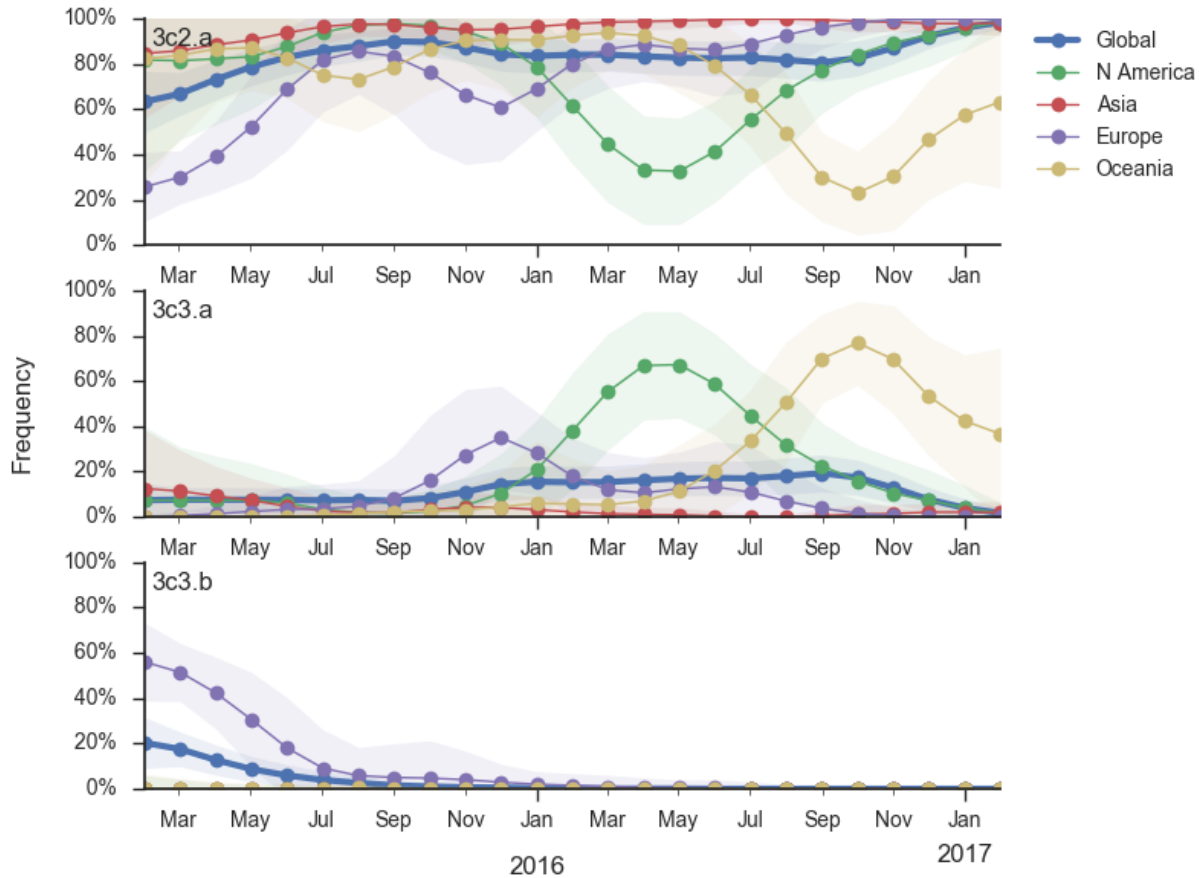 100%
3c2.a
80%
60%
40%
20%
0%
Mar May Jul Sep Nov Jan Mar May Jul Sep Nov Jan
Global
N America
Asia
Europe
Oceania
Frequency
100%
3c3.a
80%
60%
40%
20%
0%
Mar May Jul Sep Nov Jan Mar May Jul Sep Nov Jan
100%
3c3.b
80%
60%
40%
20%
0%
Mar May Jul Sep Nov Jan Mar May Jul Sep Nov Jan
2016 2017